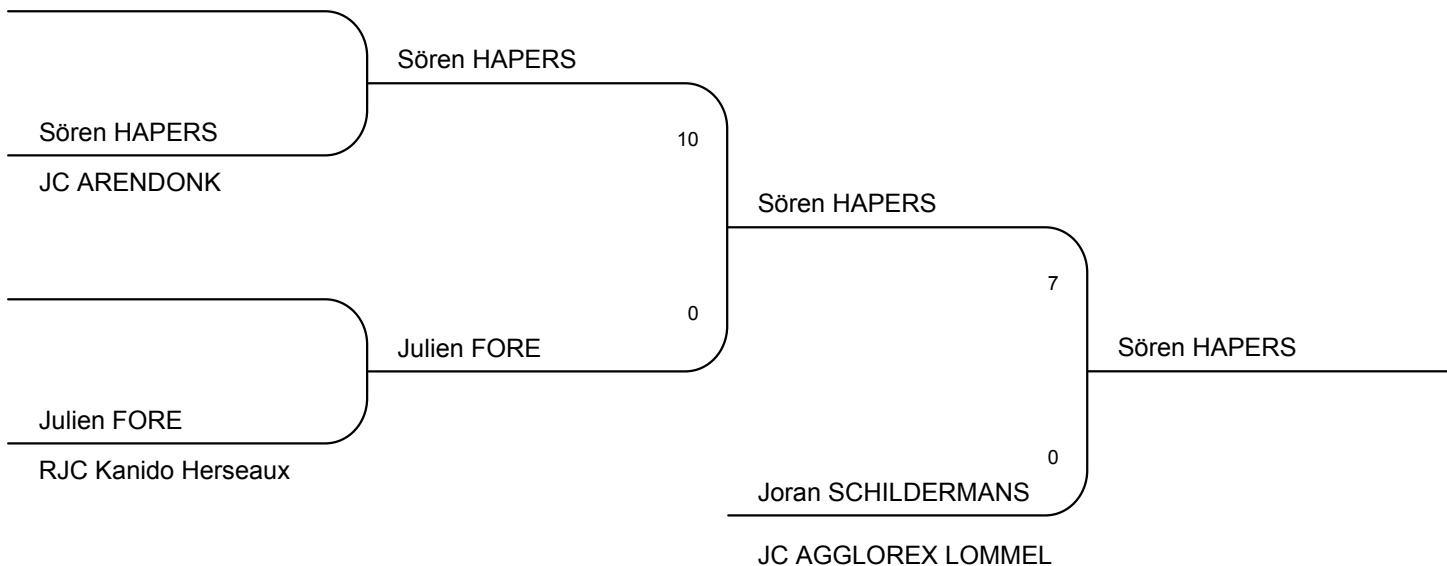 Sören HAPERS
Sören HAPERS
10
JC ARENDONK
Sören HAPERS
7
0
Julien FORE
Sören HAPERS
Julien FORE
RJC Kanido Herseaux
0
Joran SCHILDERMANS
JC AGGLOREX LOMMEL